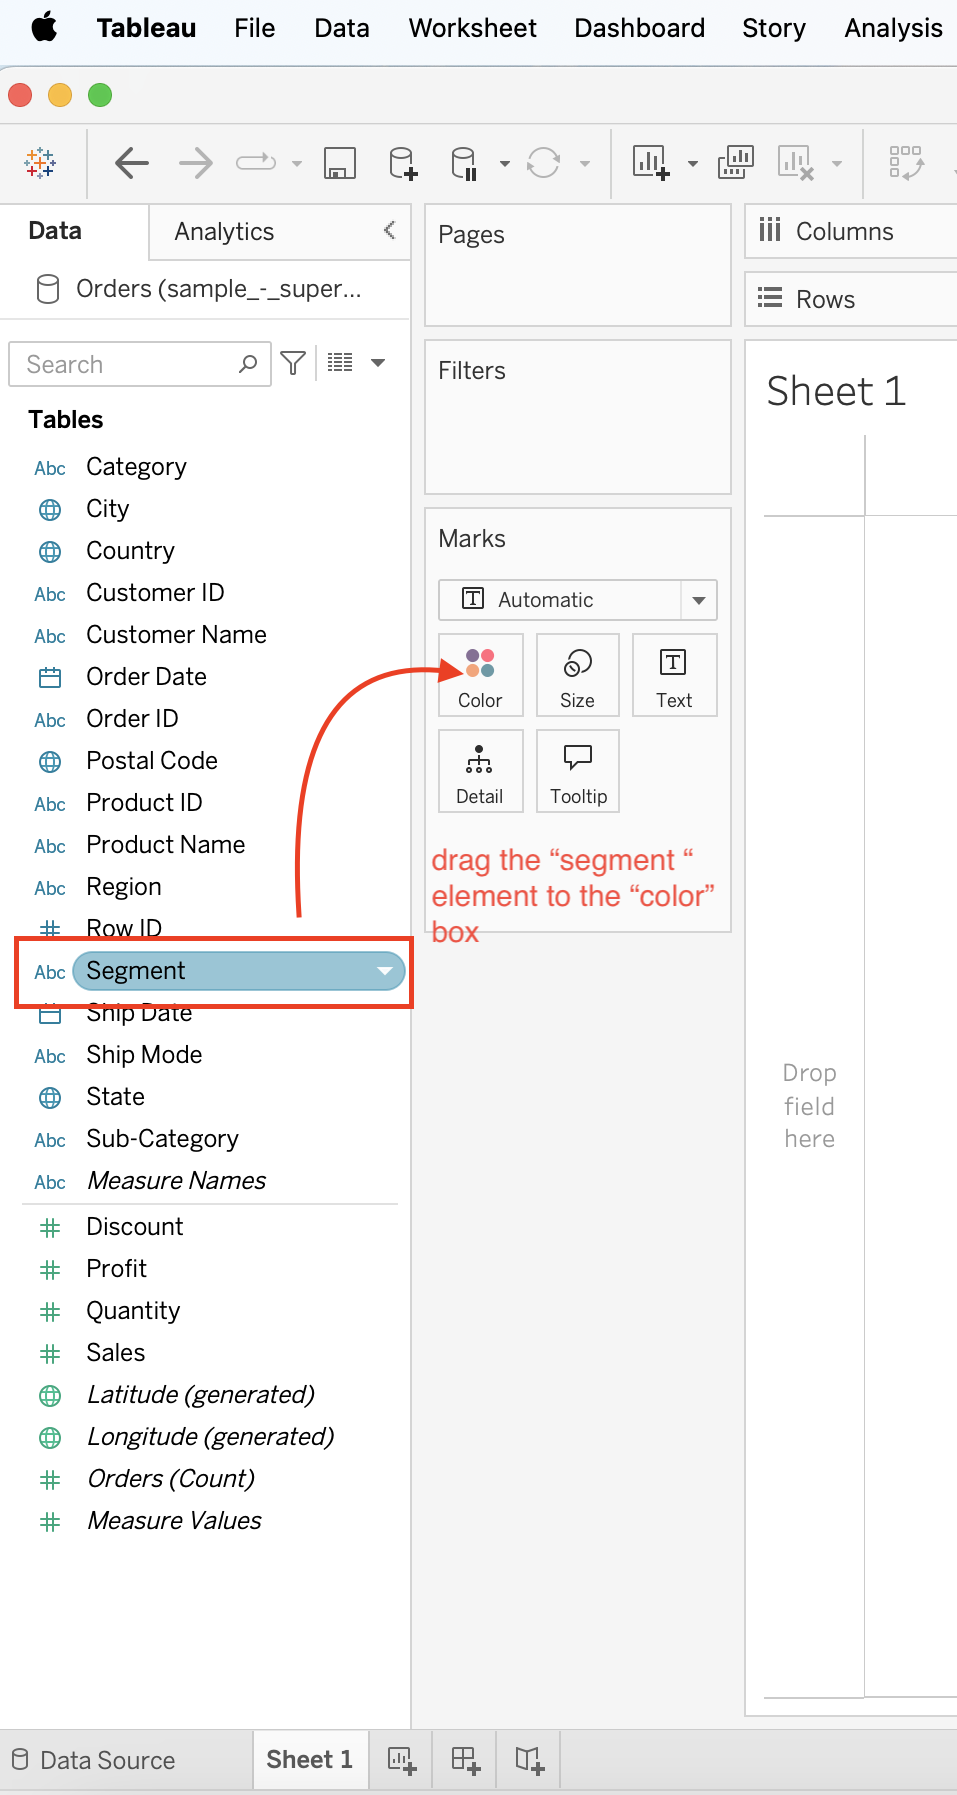 Tableau File Data Worksheet Dashboard Story Analysis
Data Analytics
Orders (sample_-_super...
Search
Tables
Abc Category
City
Country
Abc Customer ID
Abc Customer Name
Order Date
Abc Order ID
Postal Code
Abc Product ID
Abc Product Name
Abc Region
Row ID
Abc Segment
Ship Date
Abc Ship Mode
State
Abc Sub-Category
Abc Measure Names
Discount
Profit
Quantity
Sales
Latitude (generated)
Longitude (generated)
Orders (Count)
Measure Values
Pages
Filters
Marks
T Automatic
Color Size T Text
Detail Tooltip
drag the “segment “
element to the “color”
box
Columns
Rows
Sheet 1
Drop
field
here
Data Source Sheet 1